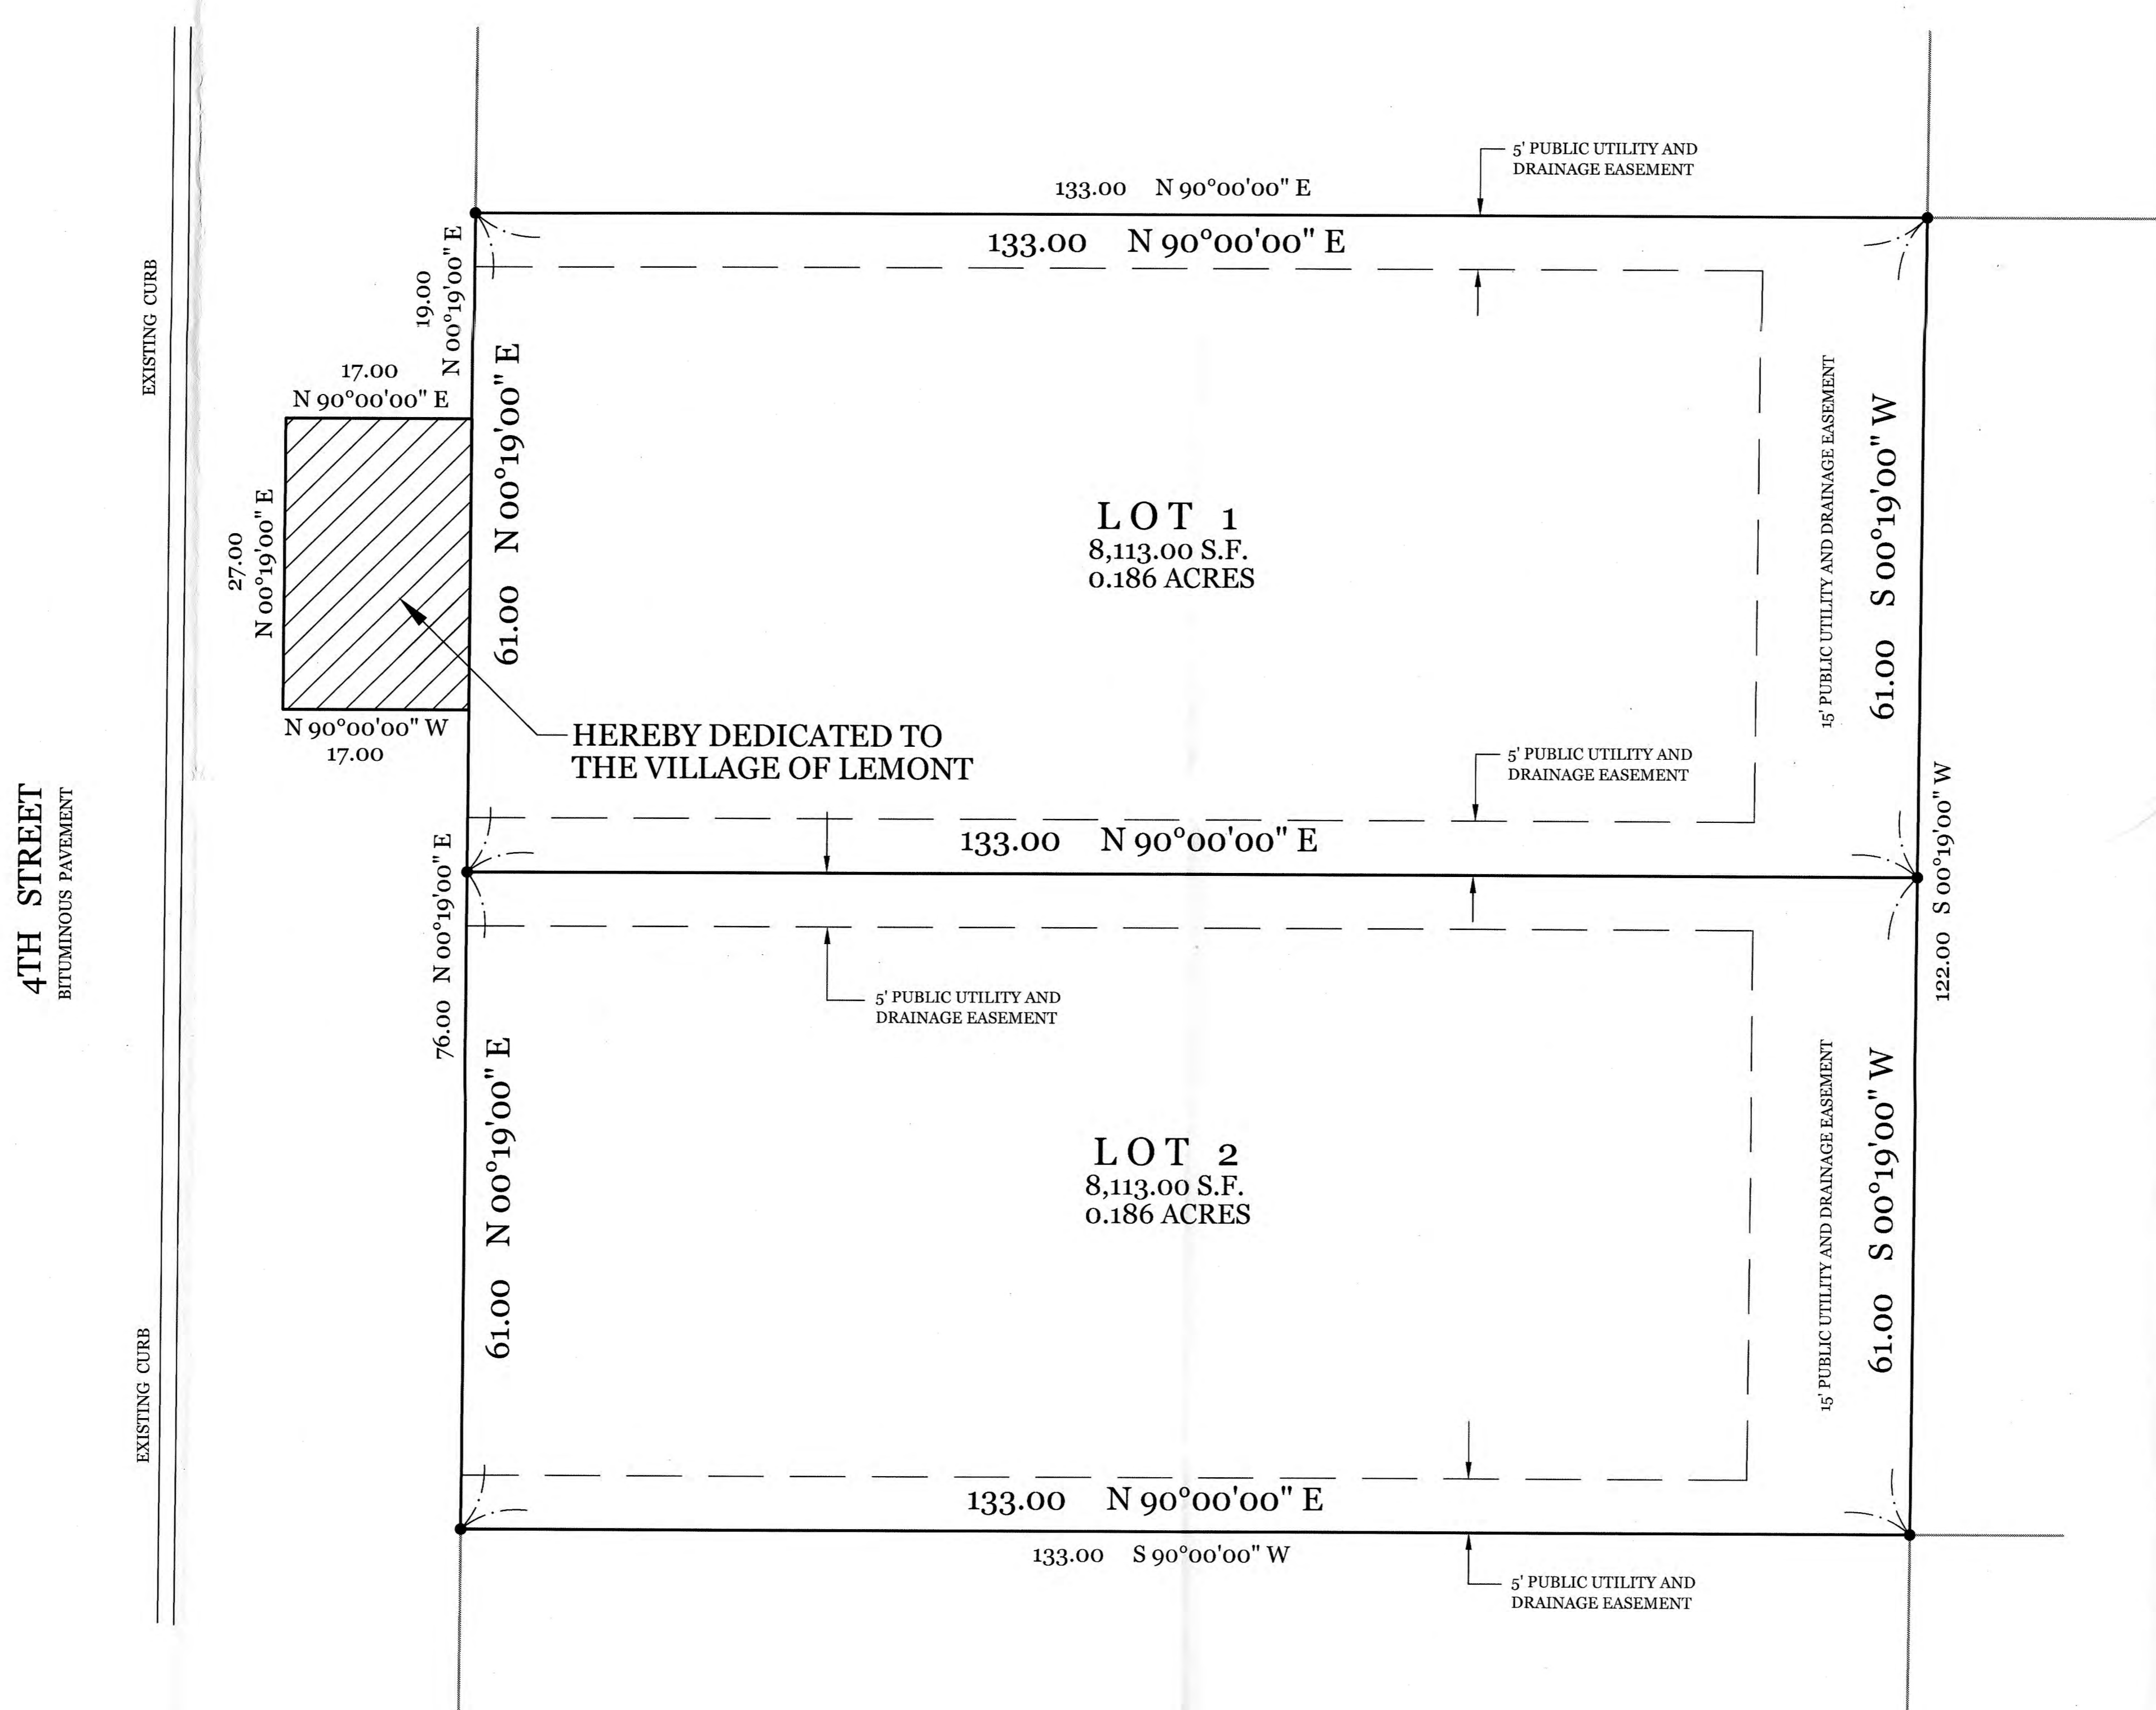 5' PUBLIC UTILITY AND
DRAINAGE EASEMENT
133.00 N 90°00'00" E
133.00 N 90°00'00" E
19.00
N 00°19'00" E
EXISTING CURB
17.00
N 90°00'00" E
61.00 N 00°19'00" E
27.00
N 00°19'00" E
LOT 1
8,113.00 S.F.
0.186 ACRES
15' PUBLIC UTILITY AND DRAINAGE EASEMENT
61.00 S 00°19'00" W
N 90°00'00" W
17.00
HEREBY DEDICATED TO
THE VILLAGE OF LEMONT
5' PUBLIC UTILITY AND
DRAINAGE EASEMENT
133.00 N 90°00'00" E
4TH STREET
BITUMINOUS PAVEMENT
76.00 N 00°19'00" E
122.00 S 00°19'00" W
5' PUBLIC UTILITY AND
DRAINAGE EASEMENT
61.00 N 00°19'00" E
LOT 2
8,113.00 S.F.
0.186 ACRES
15' PUBLIC UTILITY AND DRAINAGE EASEMENT
61.00 S 00°19'00" W
EXISTING CURB
133.00 N 90°00'00" E
133.00 S 90°00'00" W
5' PUBLIC UTILITY AND
DRAINAGE EASEMENT